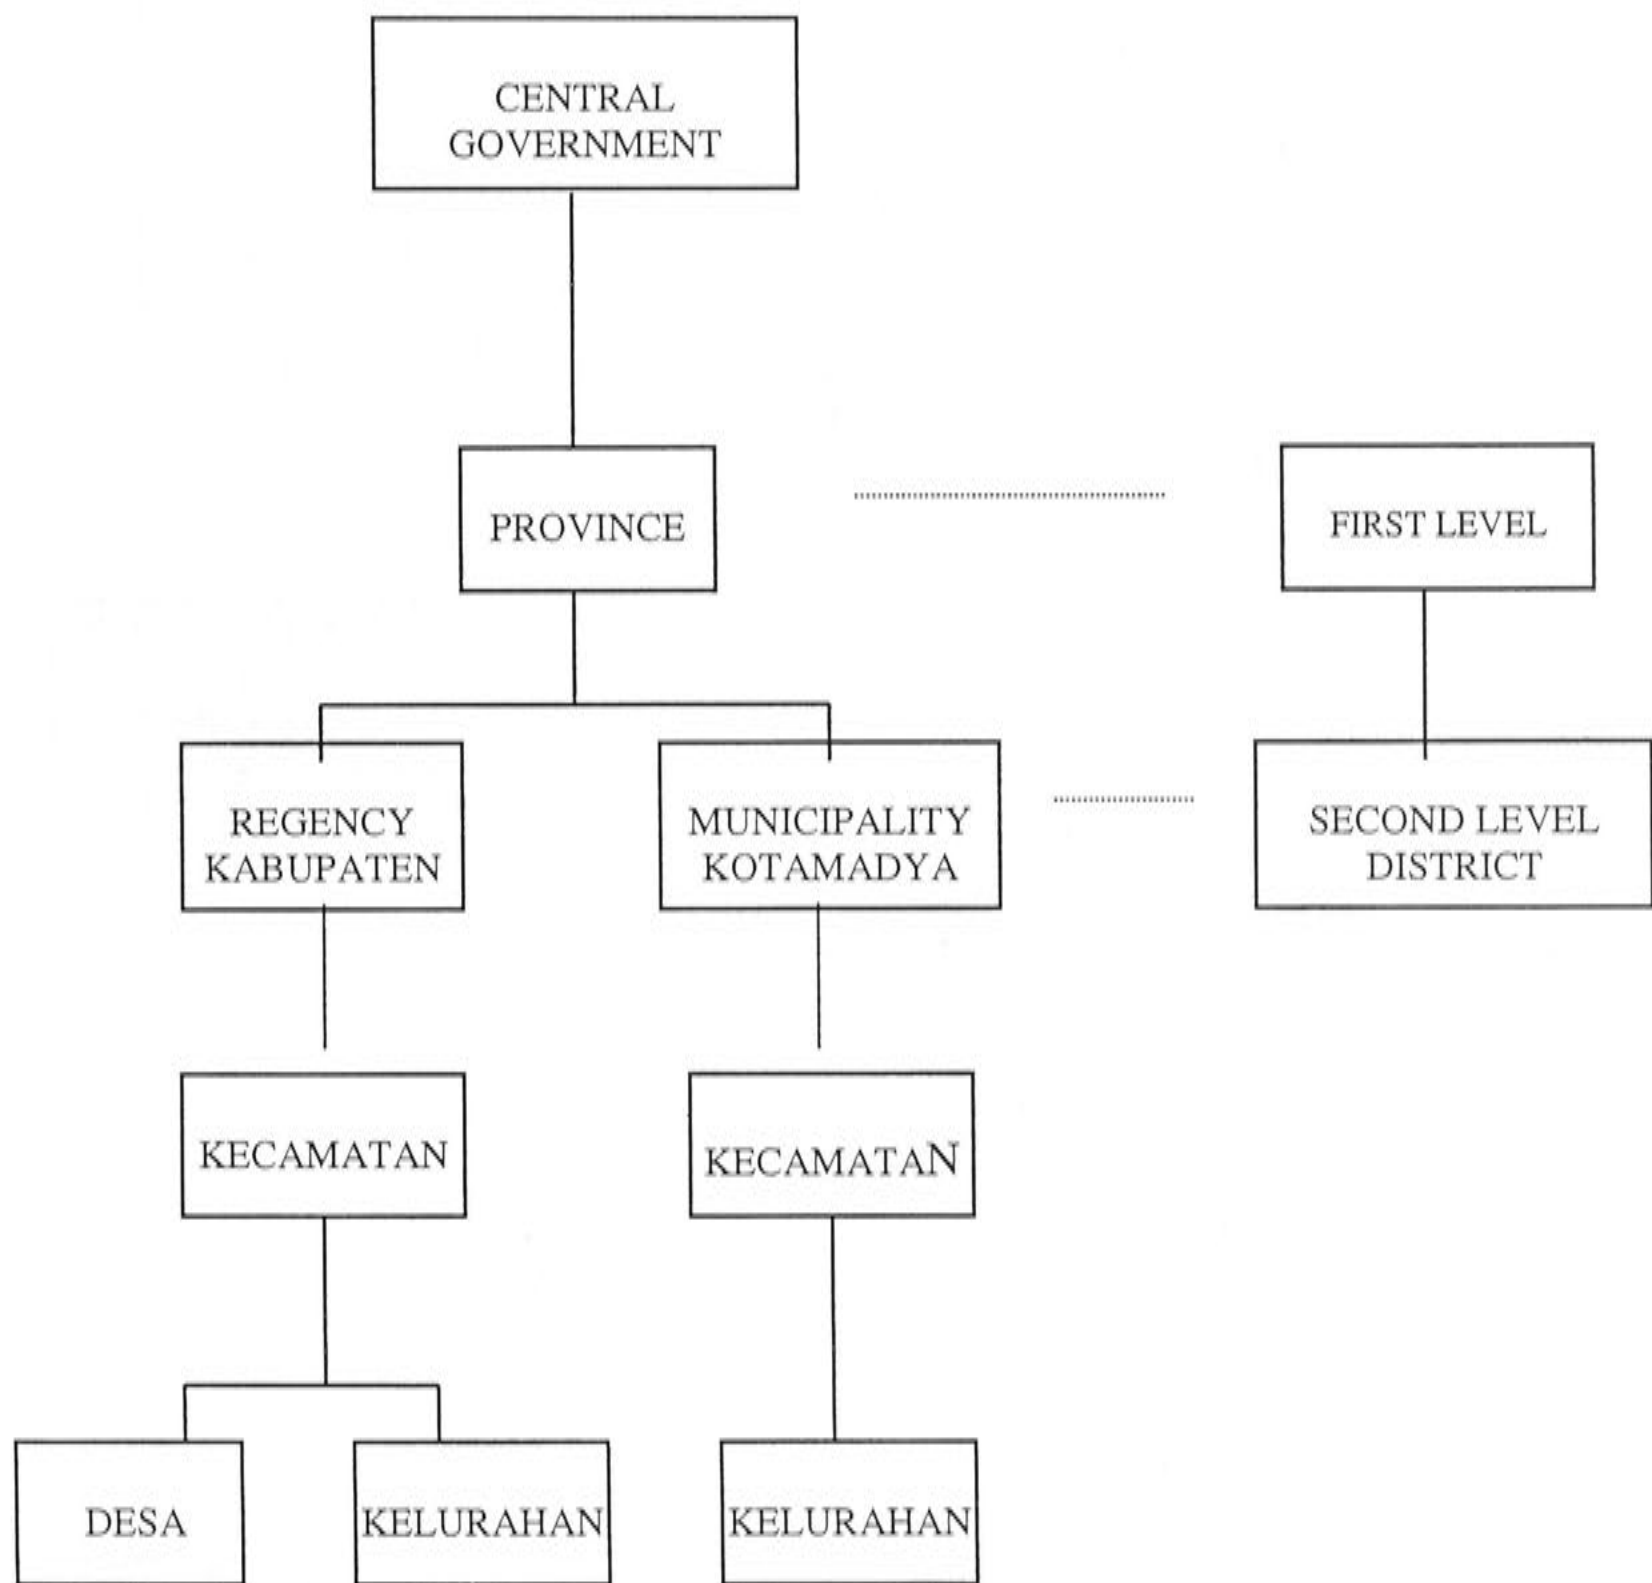 CENTRAL
GOVERNMENT
PROVINCE
FIRST LEVEL
REGENCY
KABUPATEN
MUNICIPALITY
KOTAMADYA
SECOND LEVEL
DISTRICT
KECAMATAN
KECAMATAN
DESA
KELURAHAN
KELURAHAN